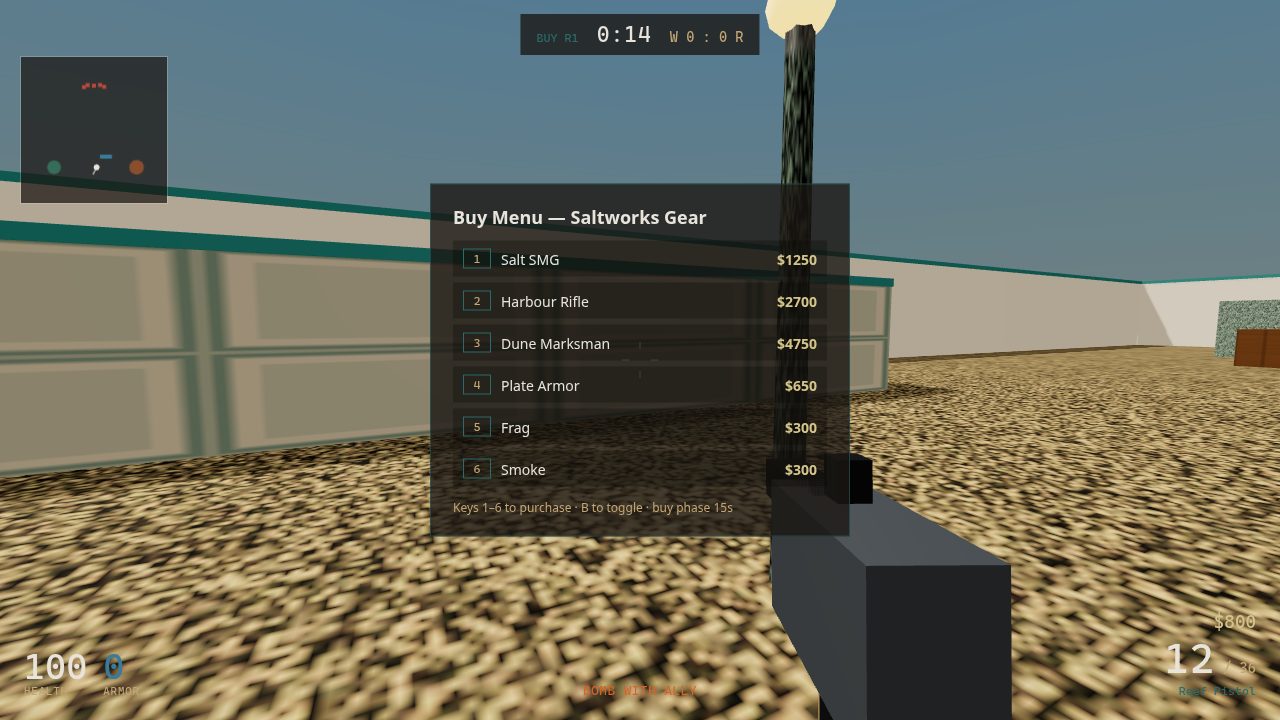 BUY R1 0:14 W 0 : 0 R
Buy Menu — Saltworks Gear
1 Salt SMG $1250
2 Harbour Rifle $2700
3 Dune Marksman $4750
4 Plate Armor $650
5 Frag $300
6 Smoke $300
Keys 1–6 to purchase · B to toggle · buy phase 15s
$800
100 0
12 / 36
HEALTH ARMOR
BOMB WITH ALLY
Reef Pistol